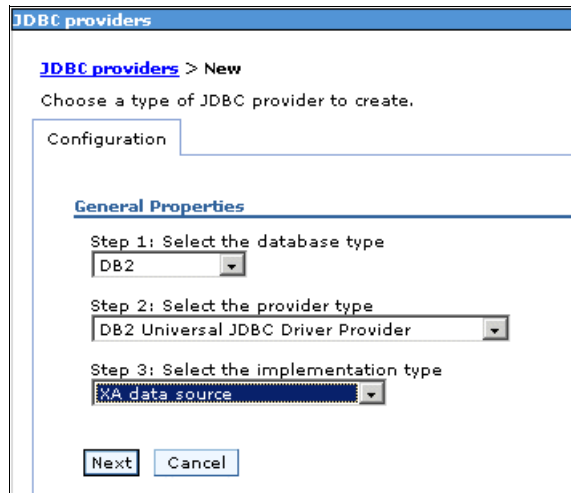 JDBC providers
JDBC providers > New
Choose a type of JDBC provider to create.
Configuration
General Properties
Step 1: Select the database type
DB2
Step 2: Select the provider type
DB2 Universal JDBC Driver Provider
Step 3: Select the implementation type
XA data source
Next Cancel